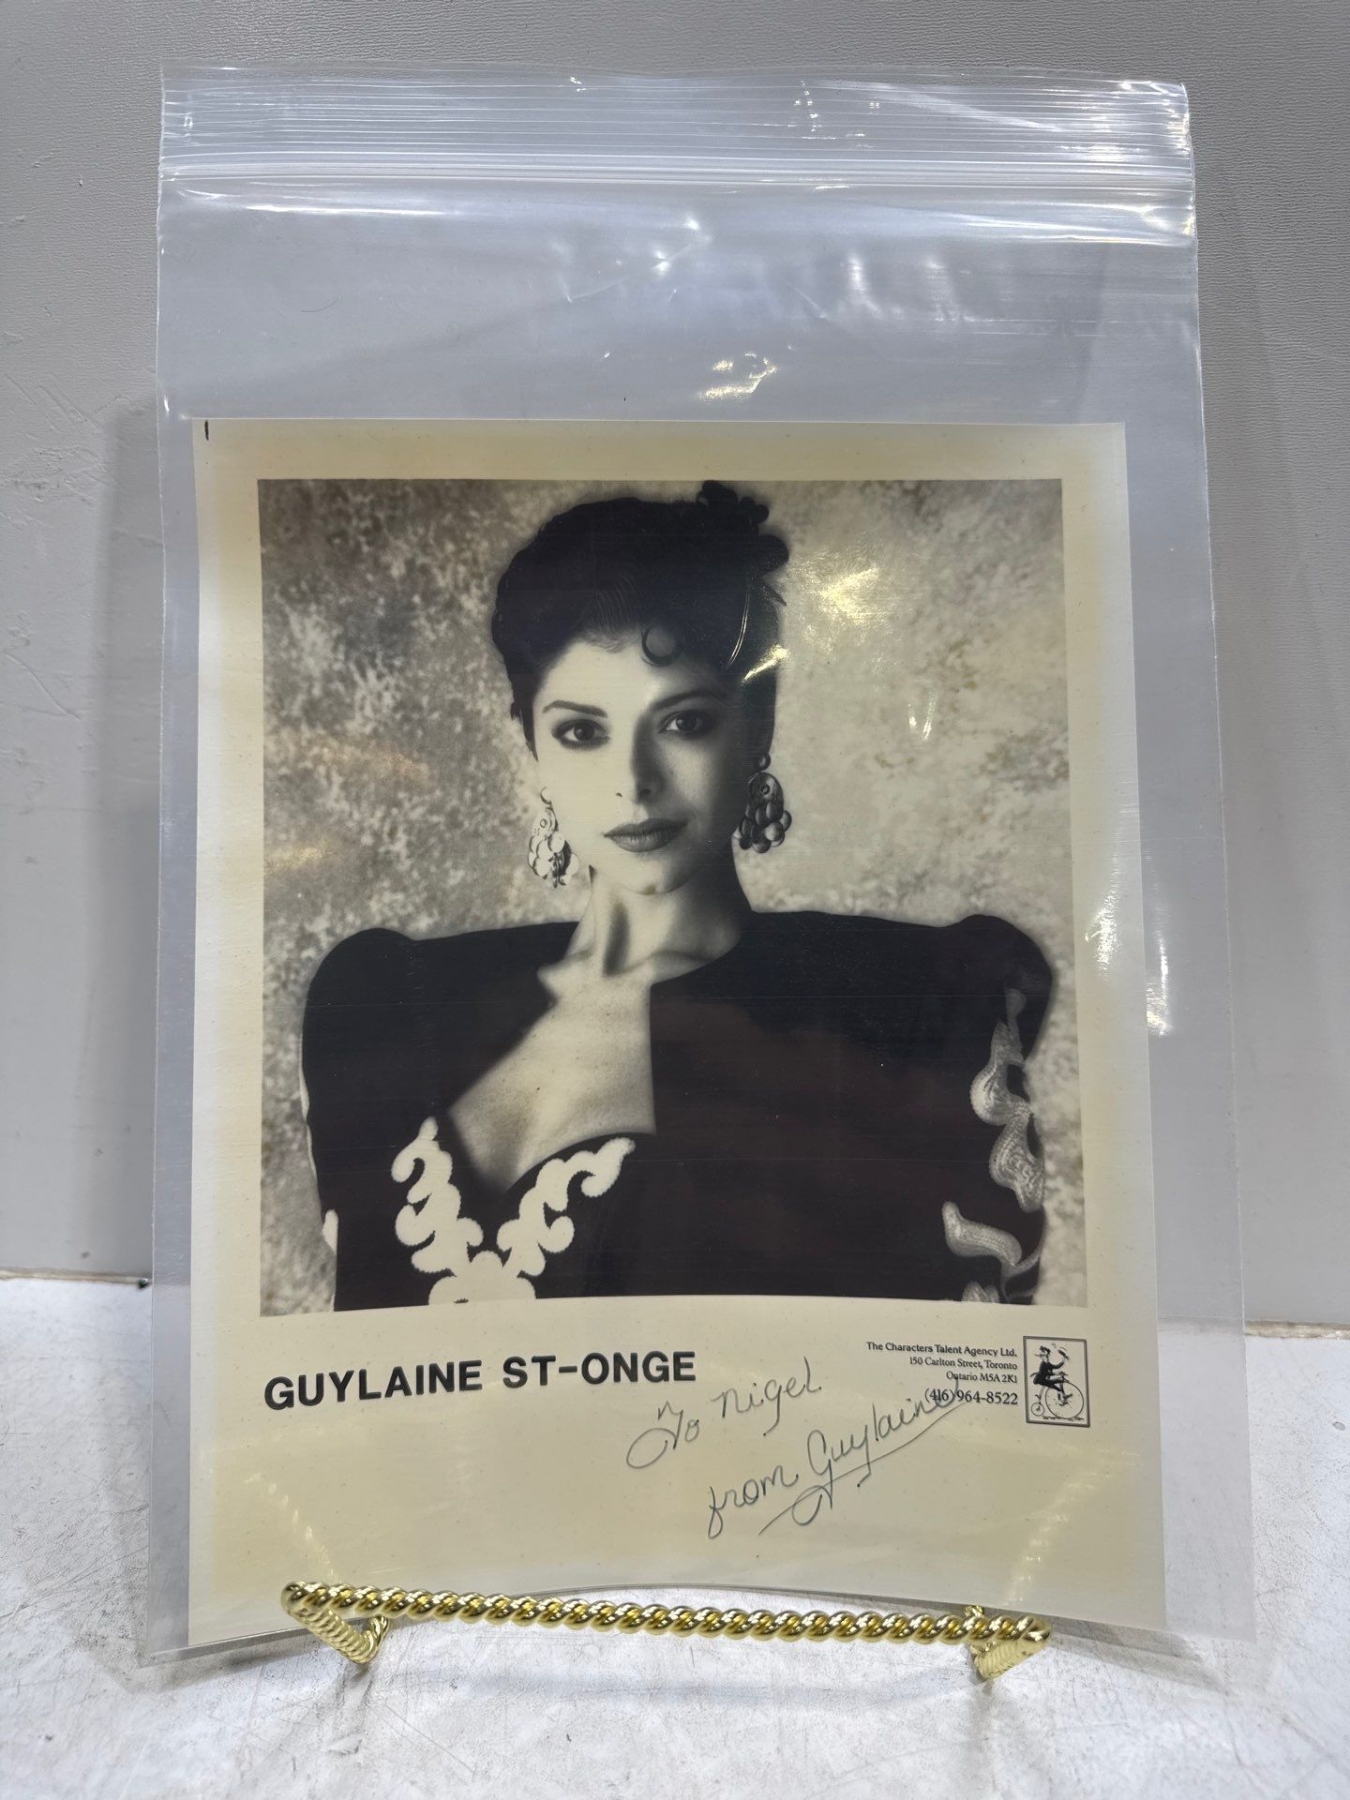 GUYLAINE ST-ONGE
The Characters Talent Agency Ltd.
150 Carlton Street, Toronto
Ontario M5A 2K1
(416) 964-8522
To Nigel
from Guylaine